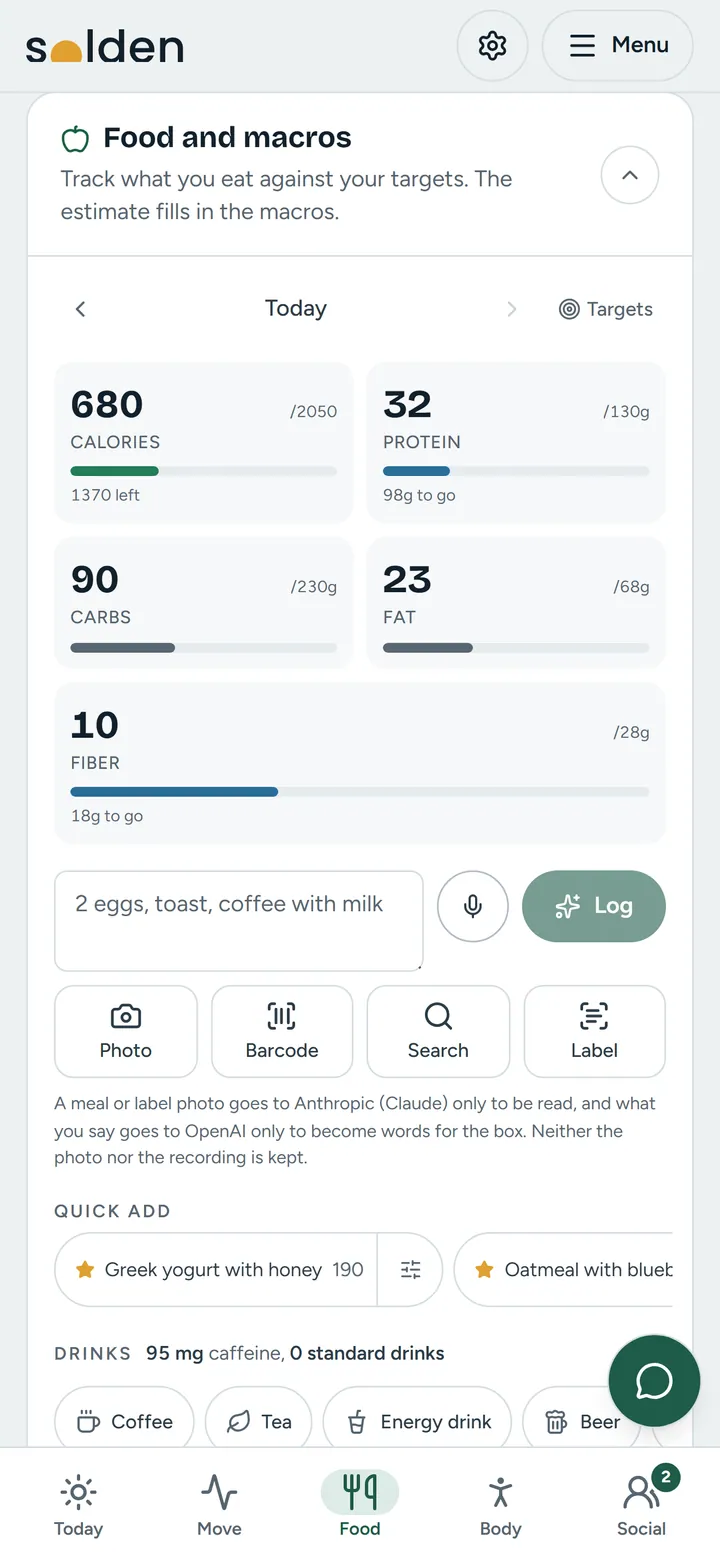 solden
Menu
Food and macros
Track what you eat against your targets. The
estimate fills in the macros.
Today
Targets
680 /2050
CALORIES
1370 left
32 /130g
PROTEIN
98g to go
90 /230g
CARBS
23 /68g
FAT
10 /28g
FIBER
18g to go
2 eggs, toast, coffee with milk
Log
Photo
Barcode
Search
Label
A meal or label photo goes to Anthropic (Claude) only to be read, and what
you say goes to OpenAI only to become words for the box. Neither the
photo nor the recording is kept.
QUICK ADD
Greek yogurt with honey 190
Oatmeal with blueb
DRINKS 95 mg caffeine, 0 standard drinks
Coffee
Tea
Energy drink
Beer
Today
Move
Food
Body
2
Social